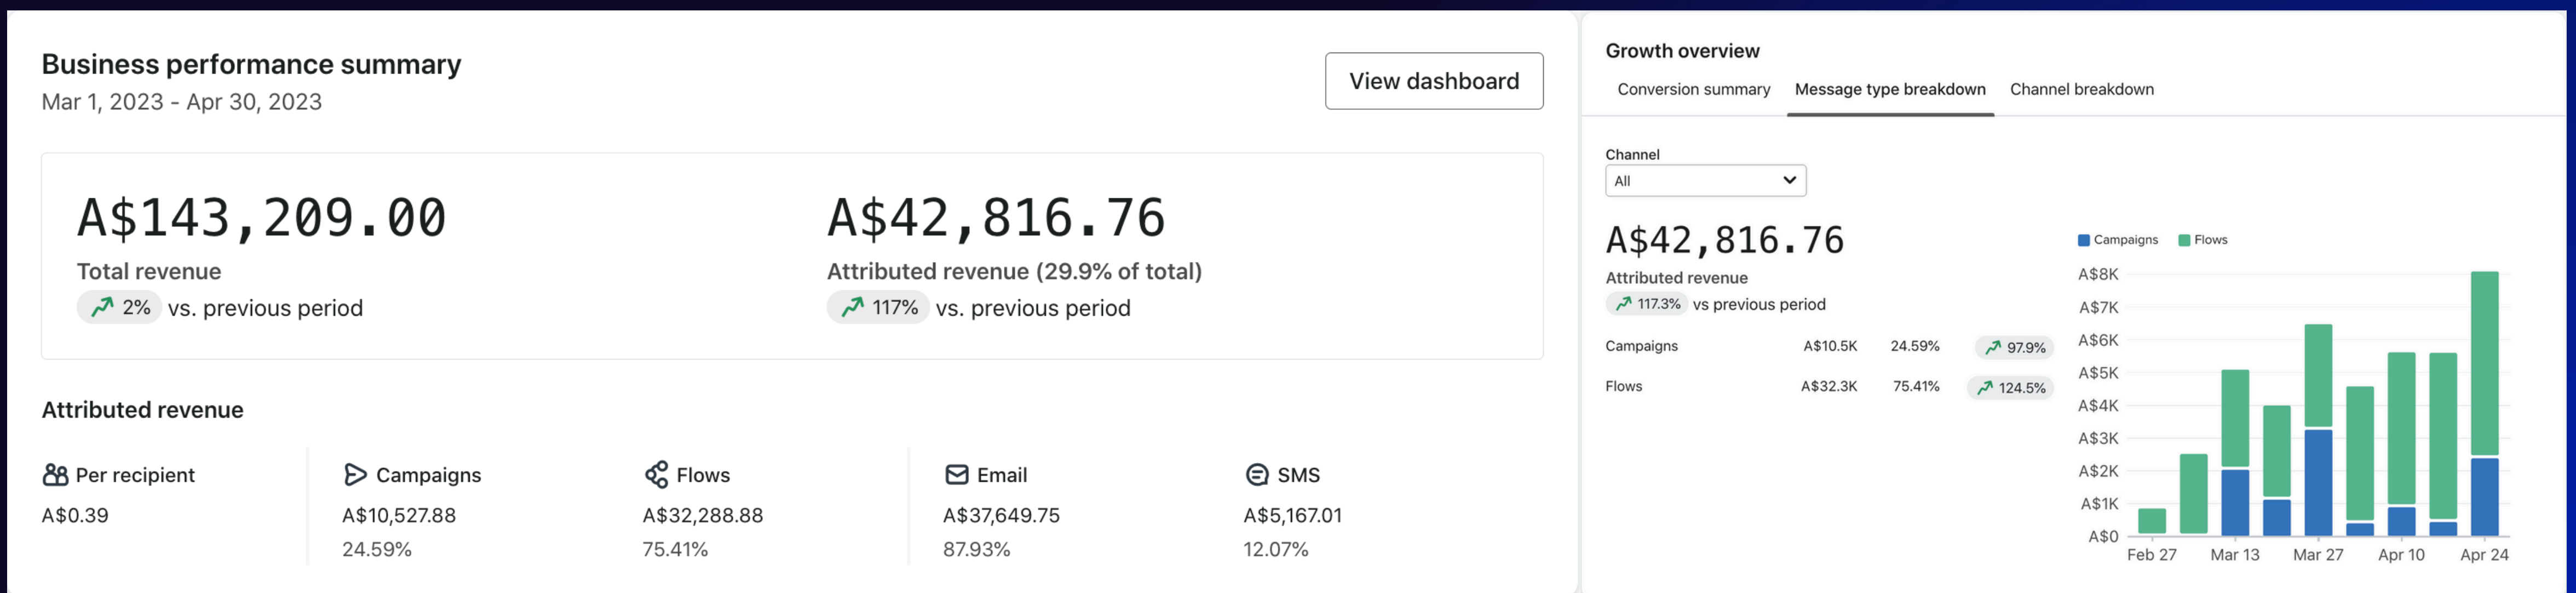 Business performance summary
Mar 1, 2023 - Apr 30, 2023
View dashboard
A$143,209.00
Total revenue
2% vs. previous period
A$42,816.76
Attributed revenue (29.9% of total)
117% vs. previous period
Attributed revenue
Per recipient
A$0.39
Campaigns
A$10,527.88
24.59%
Flows
A$32,288.88
75.41%
Email
A$37,649.75
87.93%
SMS
A$5,167.01
12.07%
Growth overview
Conversion summary Message type breakdown Channel breakdown
Channel
All
A$42,816.76
Attributed revenue
117.3% vs previous period
Campaigns A$10.5K 24.59% 97.9%
Flows A$32.3K 75.41% 124.5%
Campaigns Flows
A$8K
A$7K
A$6K
A$5K
A$4K
A$3K
A$2K
A$1K
A$0
Feb 27 Mar 13 Mar 27 Apr 10 Apr 24